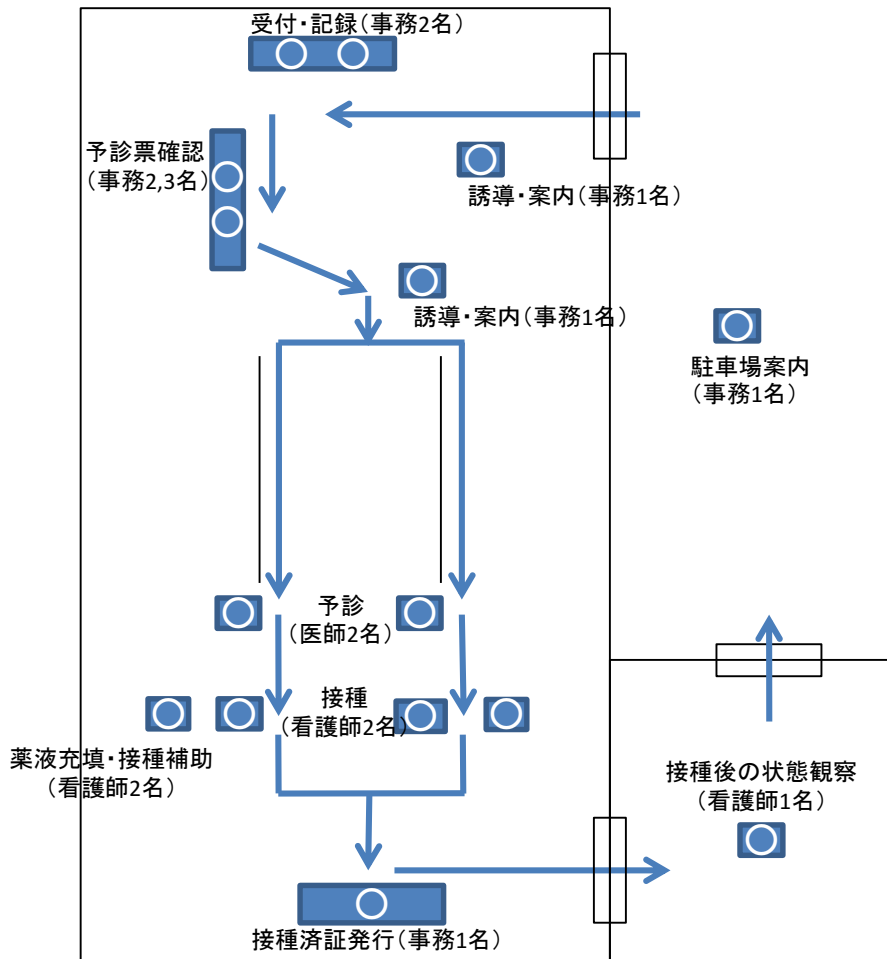 受付・記録(事務2名)
予診票確認
(事務2,3名)
誘導・案内(事務1名)
誘導・案内(事務1名)
駐車場案内
(事務1名)
予診
(医師2名)
接種
(看護師2名)
薬液充填・接種補助
(看護師2名)
接種後の状態観察
(看護師1名)
接種済証発行(事務1名)